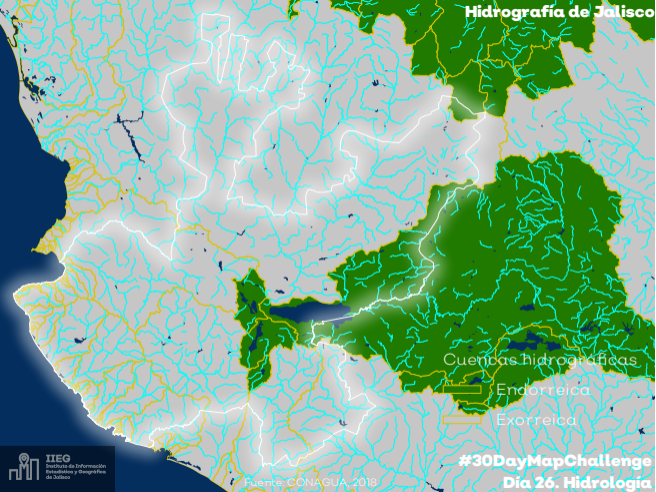 Hidrografía de Jalisco
Cuencas hidrográficas
Endorreica
Exorreica
IIEG
Instituto de Información
Estadística y Geográfica
de Jalisco
Fuente: CONAGUA, 2018
#30DayMapChallenge
Día 26. Hidrología